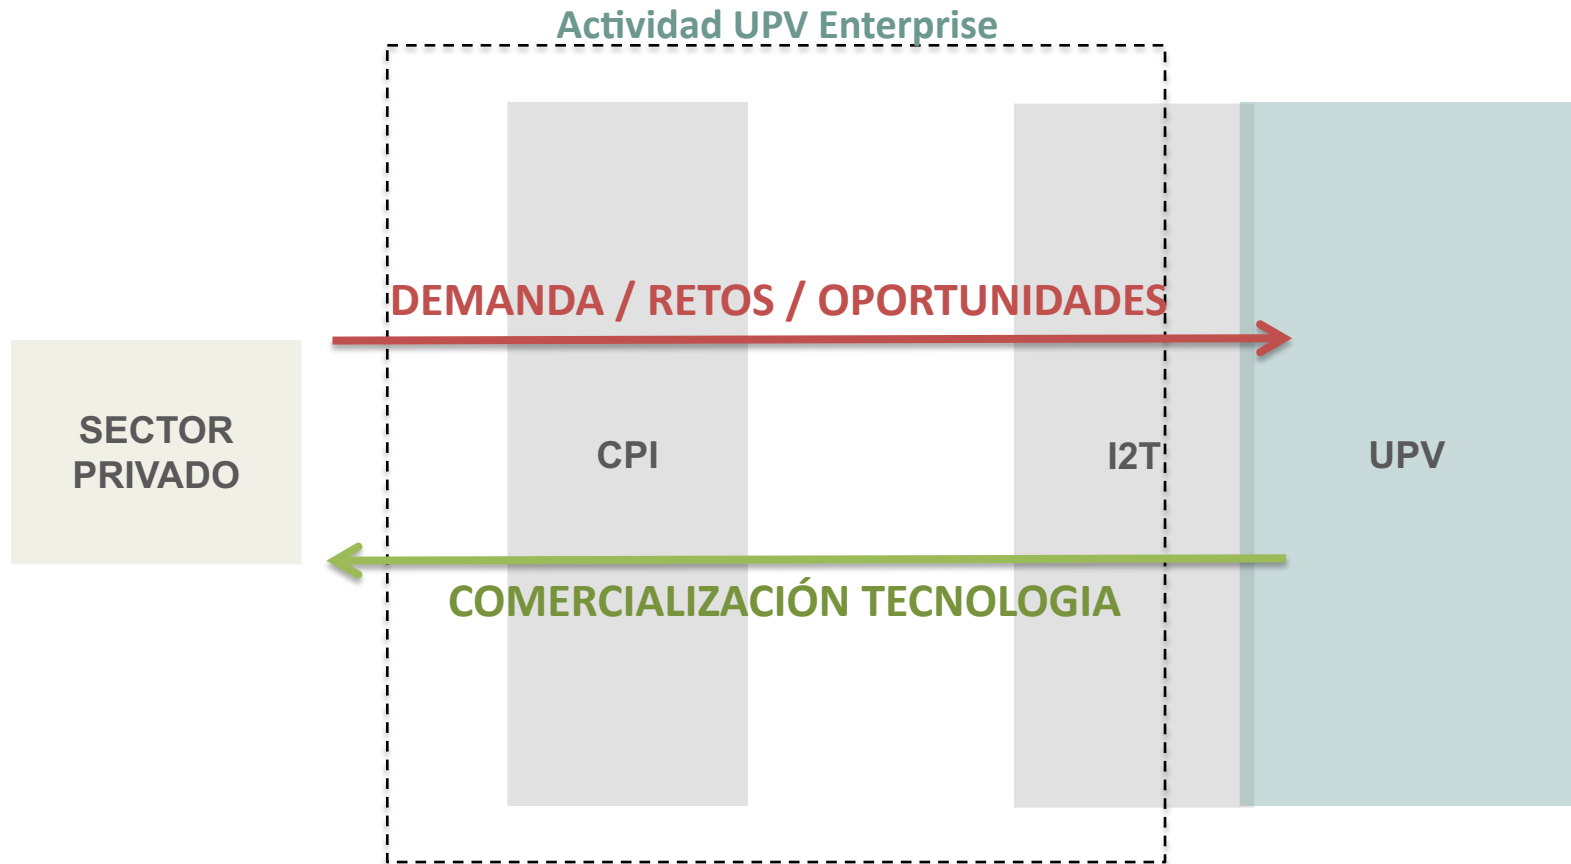 Actividad UPV Enterprise
DEMANDA / RETOS / OPORTUNIDADES
SECTOR
PRIVADO
CPI
I2T
UPV
COMERCIALIZACIÓN TECNOLOGIA